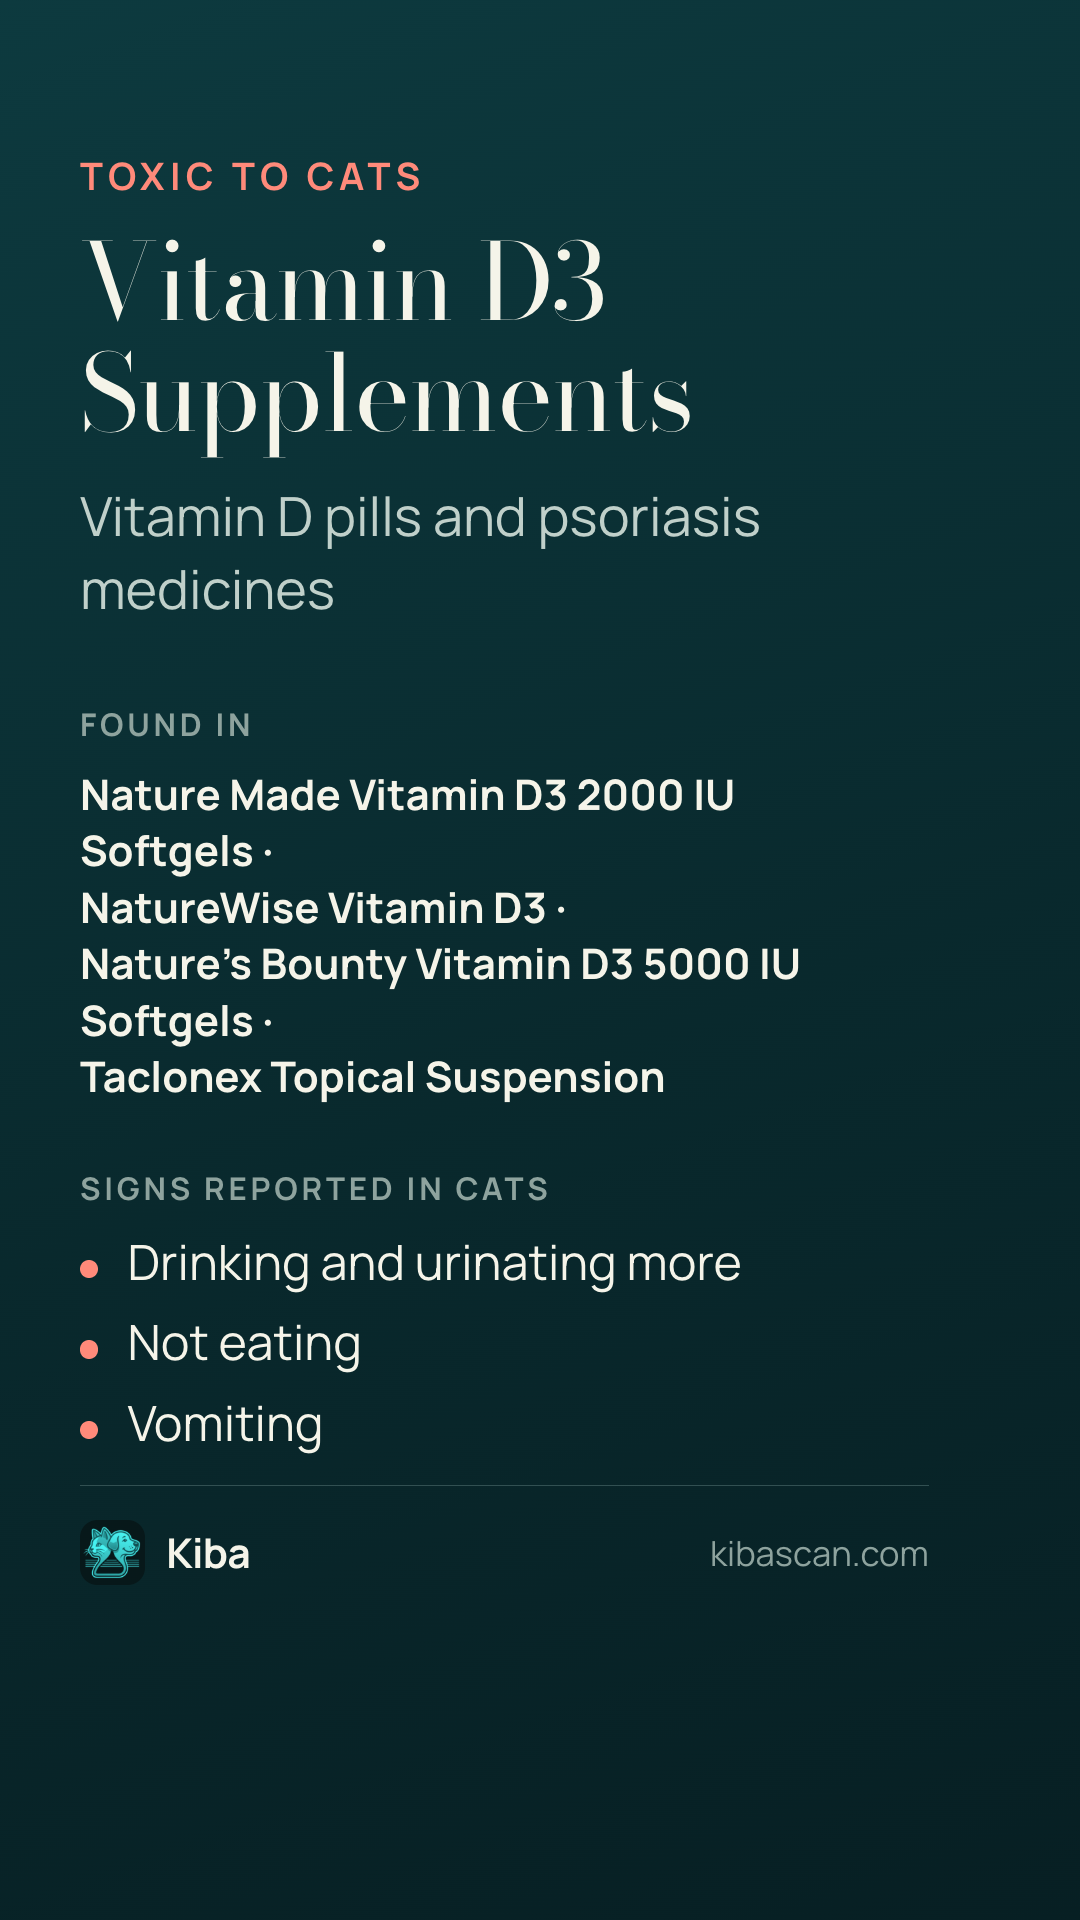 TOXIC TO CATS
Vitamin D3
Supplements
Vitamin D pills and psoriasis
medicines
FOUND IN
Nature Made Vitamin D3 2000 IU
Softgels ·
NatureWise Vitamin D3 ·
Nature’s Bounty Vitamin D3 5000 IU
Softgels ·
Taclonex Topical Suspension
SIGNS REPORTED IN CATS
Drinking and urinating more
Not eating
Vomiting
Kiba
kibascan.com